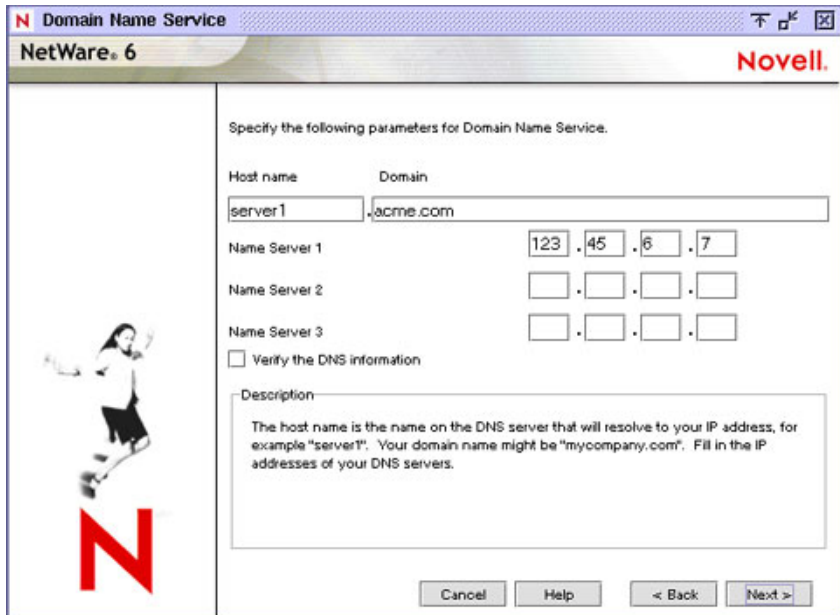 N Domain Name Service
NetWare® 6
Novell.
Specify the following parameters for Domain Name Service.
Host name Domain
server1 .acme.com
Name Server 1 123 . 45 . 6 . 7
Name Server 2 . . .
Name Server 3 . . .
Verify the DNS information
Description
The host name is the name on the DNS server that will resolve to your IP address, for
example "server1". Your domain name might be "mycompany.com". Fill in the IP
addresses of your DNS servers.
N
Cancel Help < Back Next >